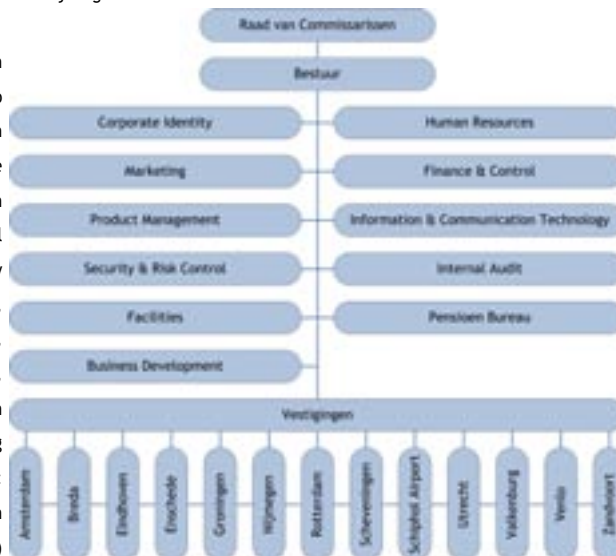 Raad van Commissarissen
Bestuur
Corporate Identity
Human Resources
Marketing
Finance & Control
Product Management
Information & Communication Technology
Security & Risk Control
Internal Audit
Facilities
Pensioen Bureau
Business Development
Vestigingen
Amsterdam
Breda
Eindhoven
Enschede
Groningen
Nijmegen
Rotterdam
Scheveningen
Schiphol Airport
Utrecht
Valkenburg
Venlo
Zandvoort